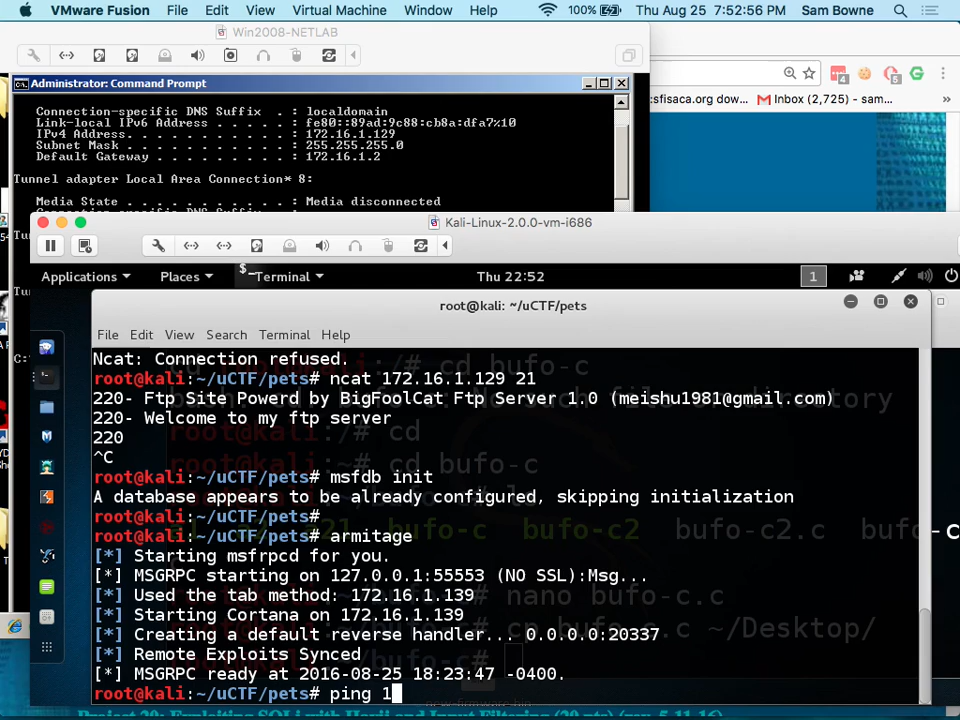 VMware Fusion File Edit View Virtual Machine Window Help 100% Thu Aug 25 7:52:56 PM Sam Bowne
Win2008-NETLAB
Administrator: Command Prompt
:sfisaca.org dow... Inbox (2,725) - sam...
Connection-specific DNS Suffix . : localdomain
Link-local IPv6 Address . . . . . : fe80::89ad:9c88:cb8a:dfa7%10
IPv4 Address. . . . . . . . . . . : 172.16.1.129
Subnet Mask . . . . . . . . . . . : 255.255.255.0
Default Gateway . . . . . . . . . : 172.16.1.2
Tunnel adapter Local Area Connection* 8:
Media State . . . . . . . . . . . : Media disconnected
Kali-Linux-2.0.0-vm-i686
Applications Places Terminal Thu 22:52 1
root@kali: ~/uCTF/pets
File Edit View Search Terminal Help
Ncat: Connection refused.
root@kali:~/uCTF/pets# ncat 172.16.1.129 21
220- Ftp Site Powerd by BigFoolCat Ftp Server 1.0 (meishu1981@gmail.com)
220- Welcome to my ftp server
220
^C
root@kali:~/uCTF/pets# msfdb init
A database appears to be already configured, skipping initialization
root@kali:~/uCTF/pets#
root@kali:~/uCTF/pets# armitage
[*] Starting msfrpcd for you.
[*] MSGRPC starting on 127.0.0.1:55553 (NO SSL):Msg...
[*] Used the tab method: 172.16.1.139
[*] Starting Cortana on 172.16.1.139
[*] Creating a default reverse handler... 0.0.0.0:20337
[*] Remote Exploits Synced
[*] MSGRPC ready at 2016-08-25 18:23:47 -0400.
root@kali:~/uCTF/pets# ping 1
cd bufo-c
directory
cd
cd bufo-c
bufo-c bufo-c2 bufo-c2.c bufo-c
nano bufo-c.c
cp bufo-c.c ~/Desktop/